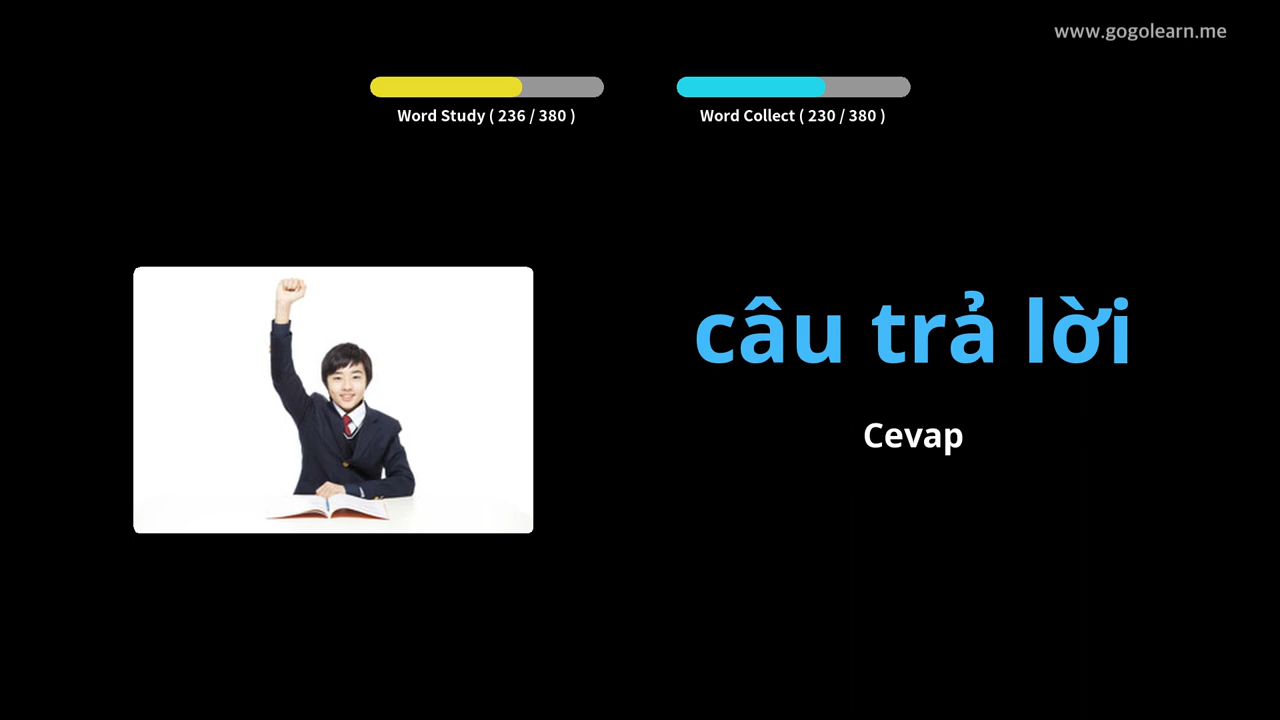 www.gogolearn.me
Word Study ( 236 / 380 )
Word Collect ( 230 / 380 )
câu trả lời
Cevap